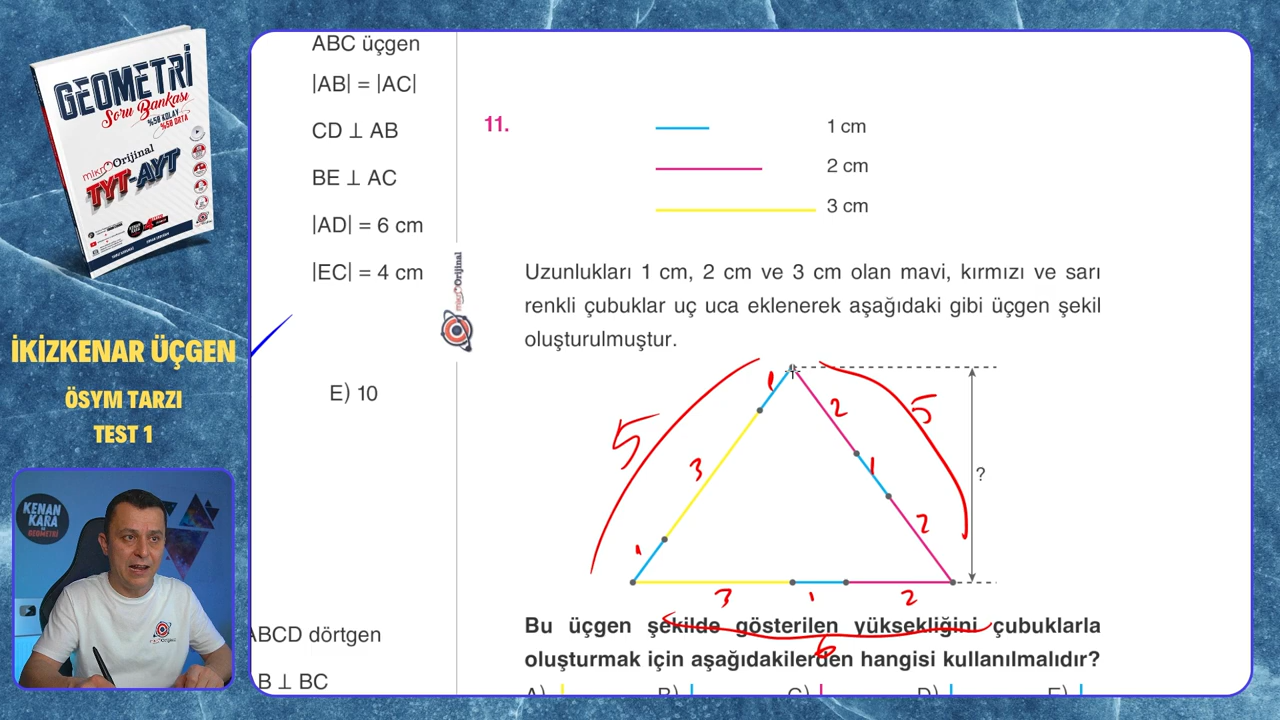 GEOMETRİ
Soru Bankası
%50 KOLAY
%50 ORTA
mikro Orijinal
TYT-AYT
İKİZKENAR ÜÇGEN
ÖSYM TARZI
TEST 1
KENAN
KARA
GEOMETRİ
ABC üçgen
|AB| = |AC|
CD ⊥ AB
BE ⊥ AC
|AD| = 6 cm
|EC| = 4 cm
E) 10
ABCD dörtgen
B ⊥ BC
mikro Orijinal
11.
1 cm
2 cm
3 cm
Uzunlukları 1 cm, 2 cm ve 3 cm olan mavi, kırmızı ve sarı
renkli çubuklar uç uca eklenerek aşağıdaki gibi üçgen şekil
oluşturulmuştur.
1
2
5
5
3
1
?
1
2
3
1
2
Bu üçgen şekilde gösterilen yüksekliğini çubuklarla
6
oluşturmak için aşağıdakilerden hangisi kullanılmalıdır?
A)
B)
C)
D)
E)